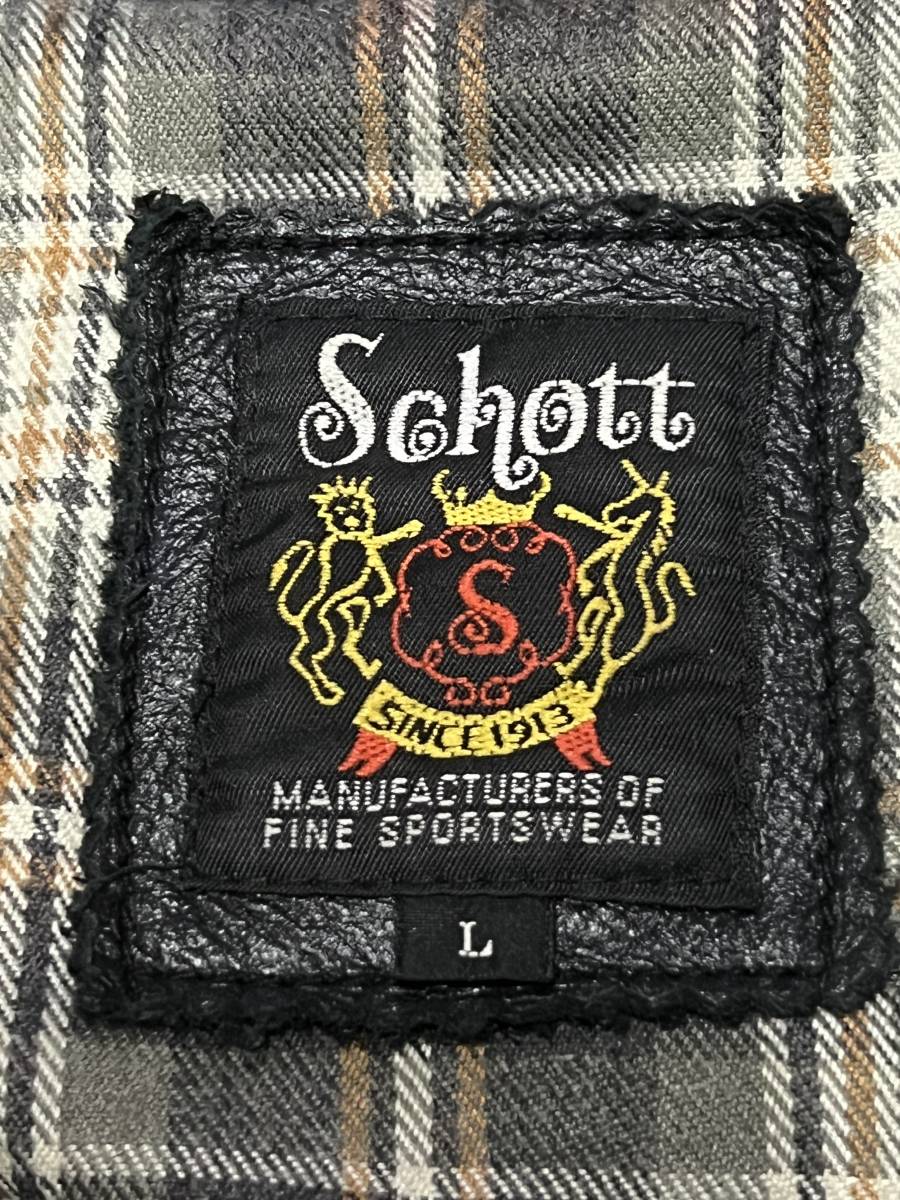 Schott
S
SINCE 1913
MANUFACTURERS OF
FINE SPORTSWEAR
L